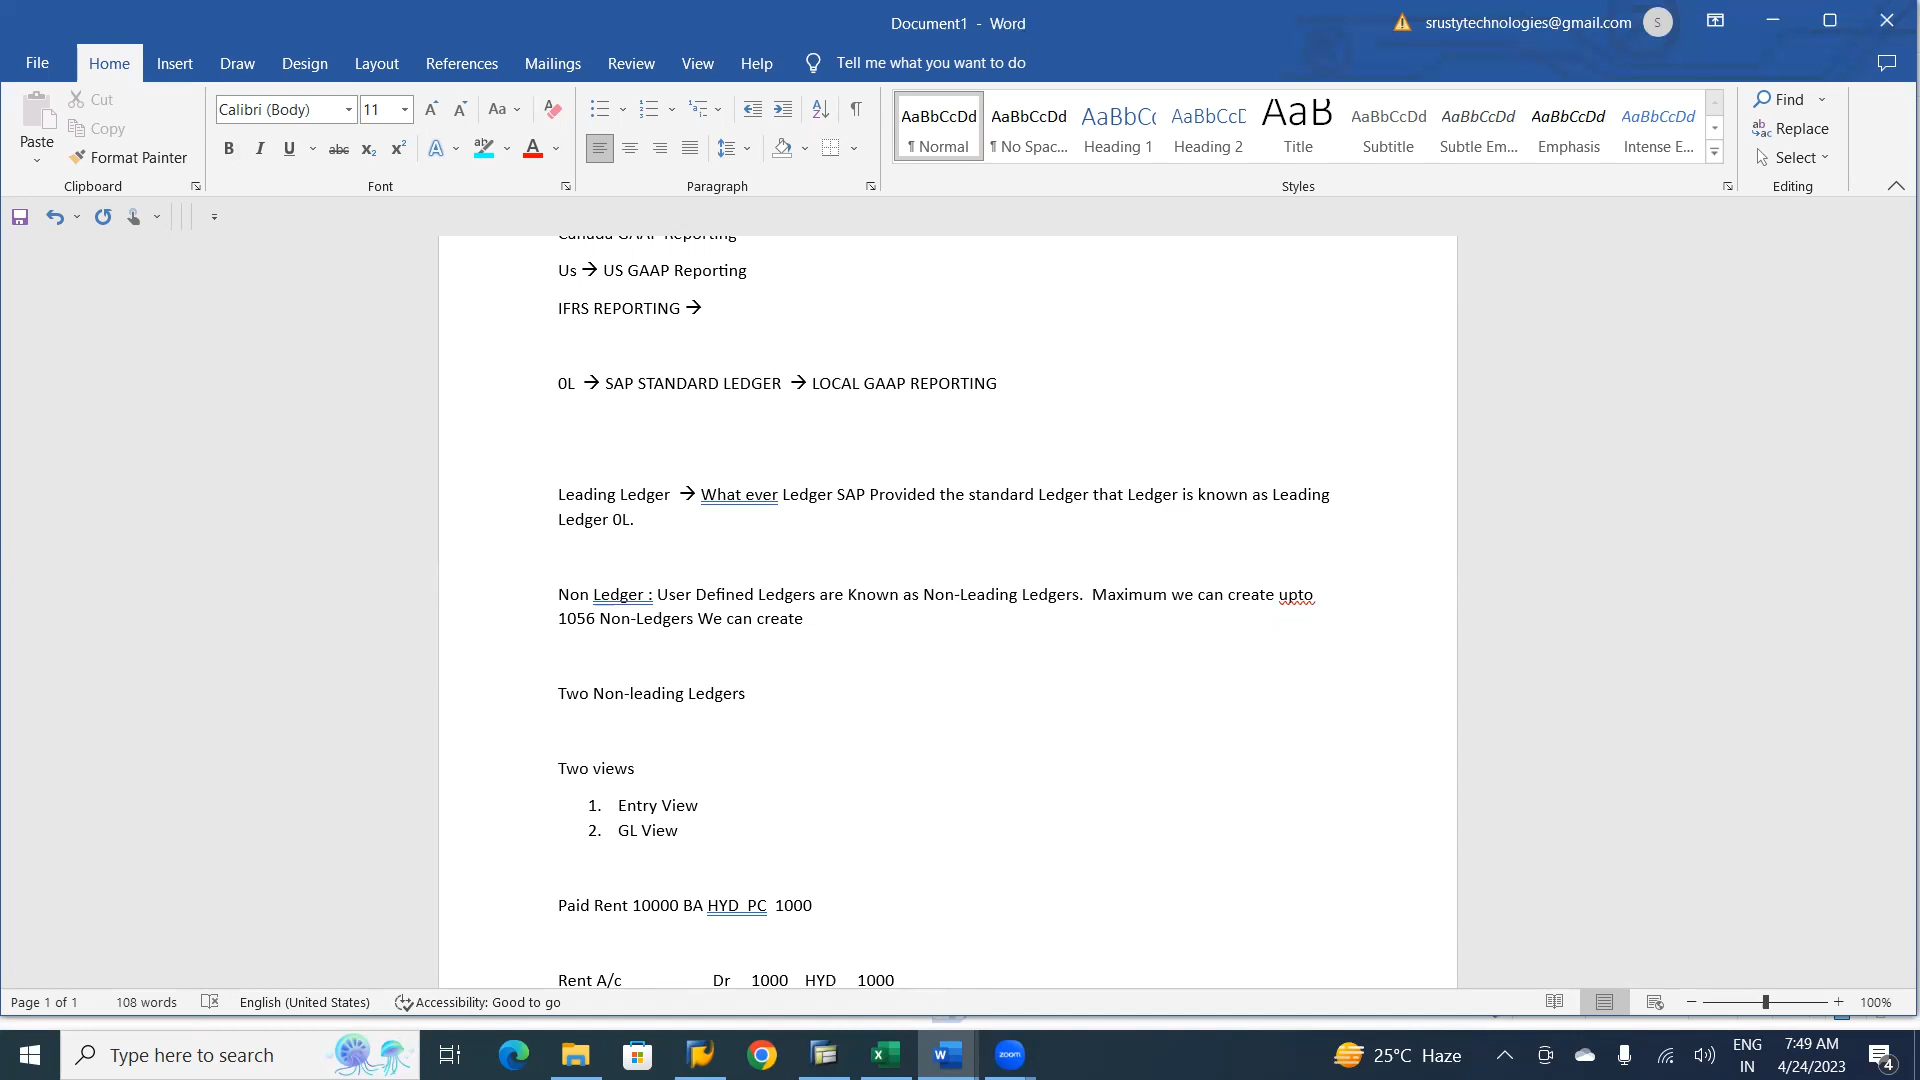 Document1 - Word
srustytechnologies@gmail.com
S
File Home Insert Draw Design Layout References Mailings Review View Help Tell me what you want to do
Cut
Copy
Paste
Format Painter
Clipboard
Calibri (Body) 11
Font
Paragraph
AaBbCcDd AaBbCcDd AaBbCc AaBbCcD AaB AaBbCcDd AaBbCcDd AaBbCcDd AaBbCcDd
¶ Normal ¶ No Spac... Heading 1 Heading 2 Title Subtitle Subtle Em... Emphasis Intense E...
Styles
Find
Replace
Select
Editing
Canada GAAP Reporting
Us → US GAAP Reporting
IFRS REPORTING →
0L → SAP STANDARD LEDGER → LOCAL GAAP REPORTING
Leading Ledger → What ever Ledger SAP Provided the standard Ledger that Ledger is known as Leading
Ledger 0L.
Non Ledger : User Defined Ledgers are Known as Non-Leading Ledgers. Maximum we can create upto
1056 Non-Ledgers We can create
Two Non-leading Ledgers
Two views
1. Entry View
2. GL View
Paid Rent 10000 BA HYD PC 1000
Rent A/c Dr 1000 HYD 1000
Page 1 of 1 108 words English (United States) Accessibility: Good to go 100%
Type here to search
zoom
25°C Haze
ENG
IN
7:49 AM
4/24/2023
4